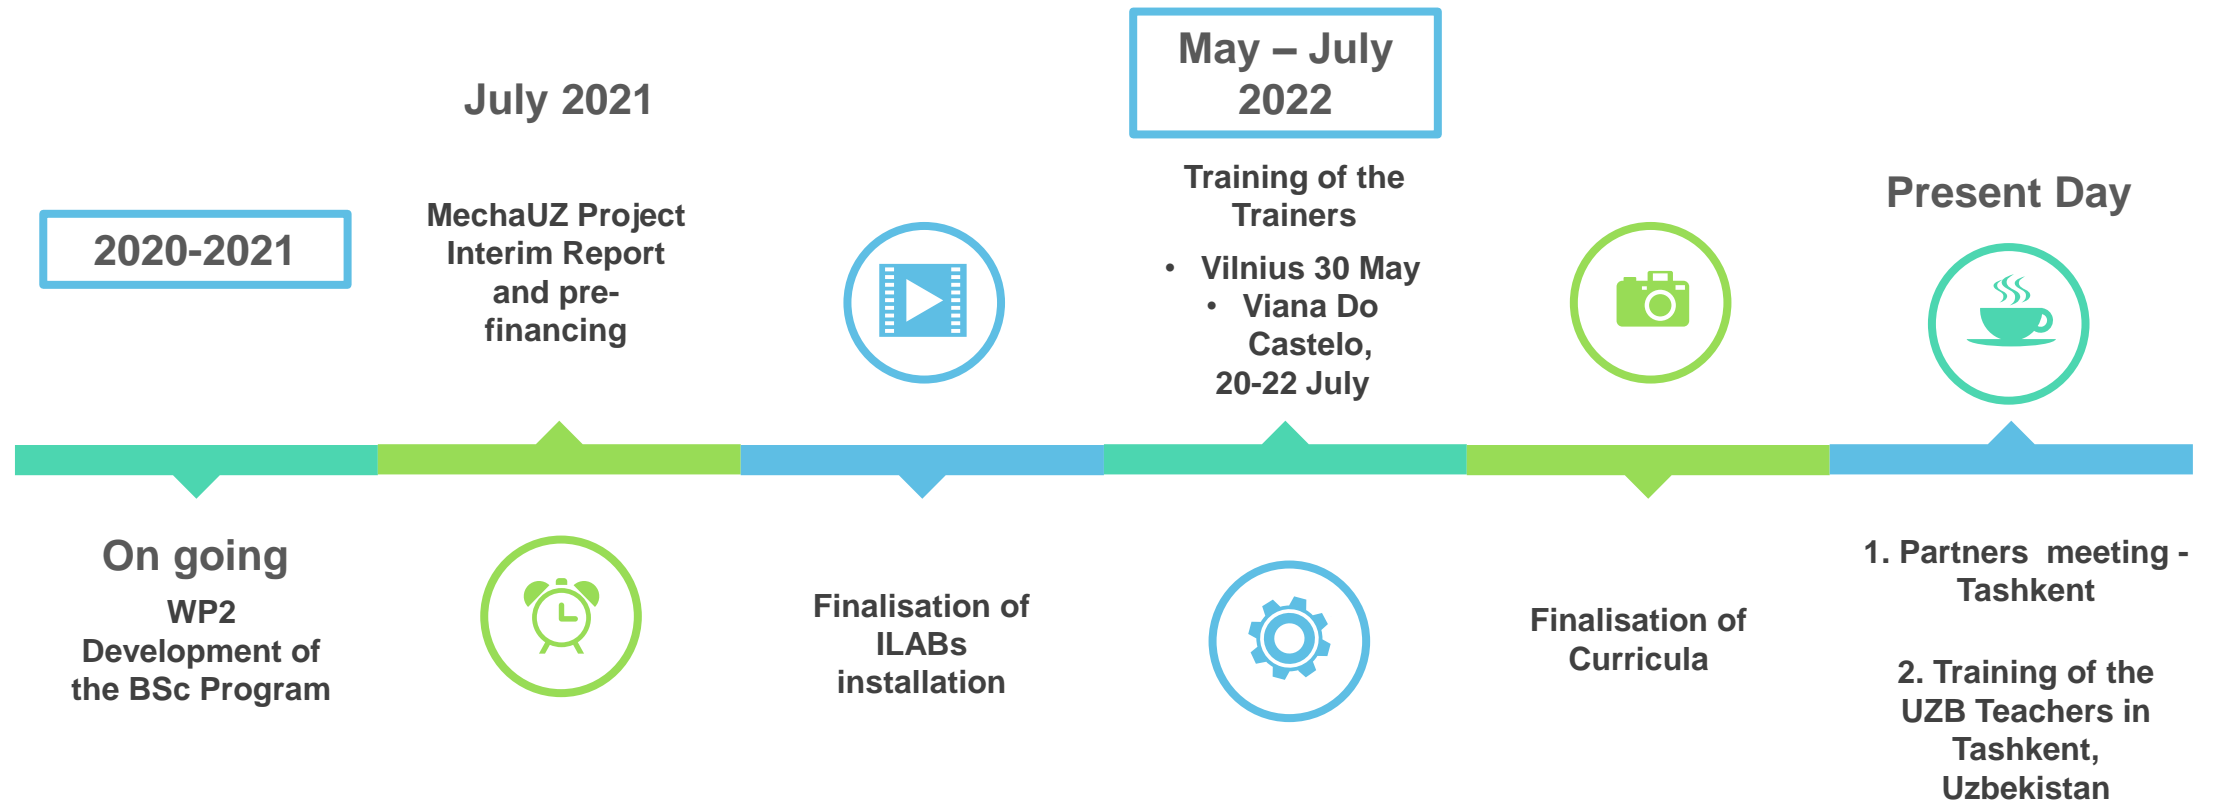 2020-2021
On going
WP2
Development of
the BSc Program
July 2021
MechaUZ Project
Interim Report
and pre-
financing
Finalisation of
ILABs
installation
May – July
2022
Training of the
Trainers
• Vilnius 30 May
• Viana Do
Castelo,
20-22 July
Finalisation of
Curricula
Present Day
1. Partners meeting -
Tashkent
2. Training of the
UZB Teachers in
Tashkent,
Uzbekistan